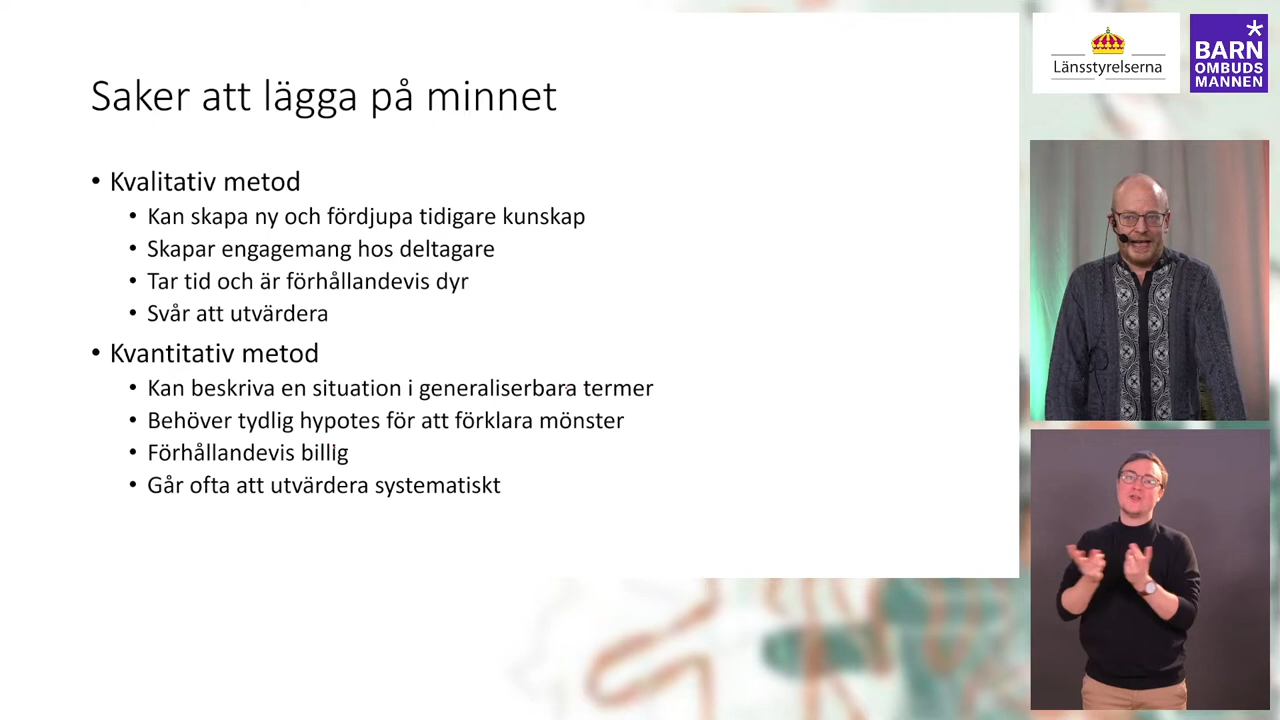 Saker att lägga på minnet
• Kvalitativ metod
• Kan skapa ny och fördjupa tidigare kunskap
• Skapar engagemang hos deltagare
• Tar tid och är förhållandevis dyr
• Svår att utvärdera
• Kvantitativ metod
• Kan beskriva en situation i generaliserbara termer
• Behöver tydlig hypotes för att förklara mönster
• Förhållandevis billig
• Går ofta att utvärdera systematiskt
Länsstyrelserna
BARN
OMBUDS
MANNEN